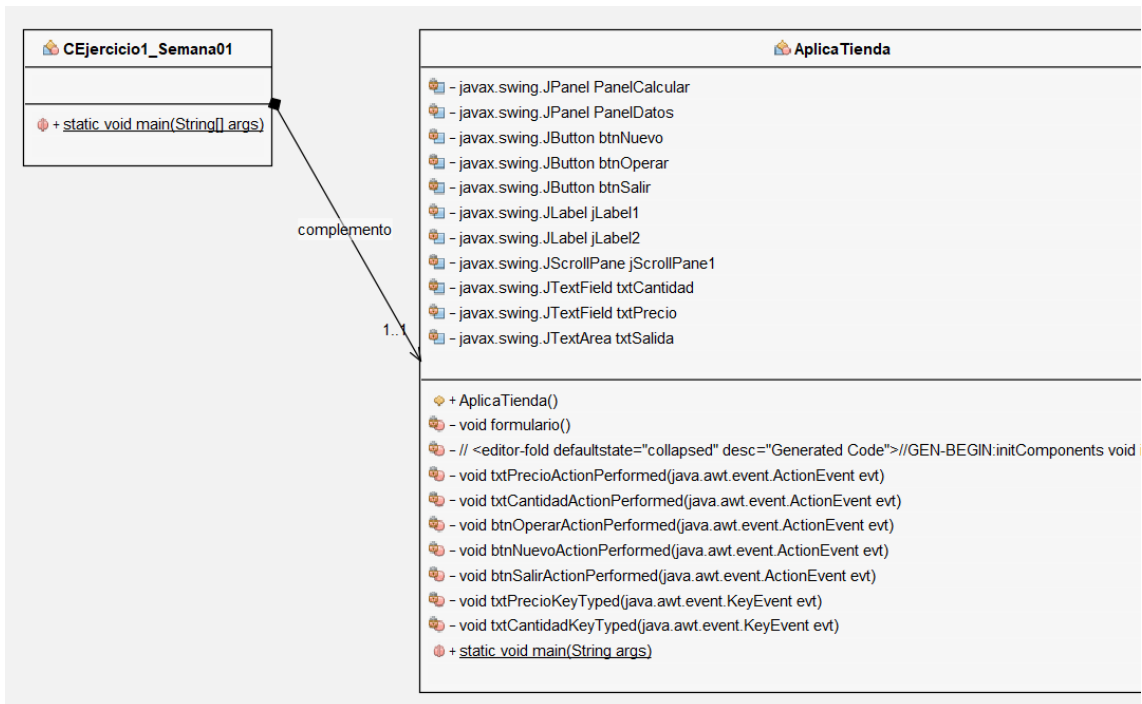 CEjercicio1_Semana01
+ static void main(String[] args)
complemento
1..1
AplicaTienda
- javax.swing.JPanel PanelCalcular
- javax.swing.JPanel PanelDatos
- javax.swing.JButton btnNuevo
- javax.swing.JButton btnOperar
- javax.swing.JButton btnSalir
- javax.swing.JLabel jLabel1
- javax.swing.JLabel jLabel2
- javax.swing.JScrollPane jScrollPane1
- javax.swing.JTextField txtCantidad
- javax.swing.JTextField txtPrecio
- javax.swing.JTextArea txtSalida
+ AplicaTienda()
- void formulario()
- // <editor-fold defaultstate="collapsed" desc="Generated Code">//GEN-BEGIN:initComponents void
- void txtPrecioActionPerformed(java.awt.event.ActionEvent evt)
- void txtCantidadActionPerformed(java.awt.event.ActionEvent evt)
- void btnOperarActionPerformed(java.awt.event.ActionEvent evt)
- void btnNuevoActionPerformed(java.awt.event.ActionEvent evt)
- void btnSalirActionPerformed(java.awt.event.ActionEvent evt)
- void txtPrecioKeyTyped(java.awt.event.KeyEvent evt)
- void txtCantidadKeyTyped(java.awt.event.KeyEvent evt)
+ static void main(String args)